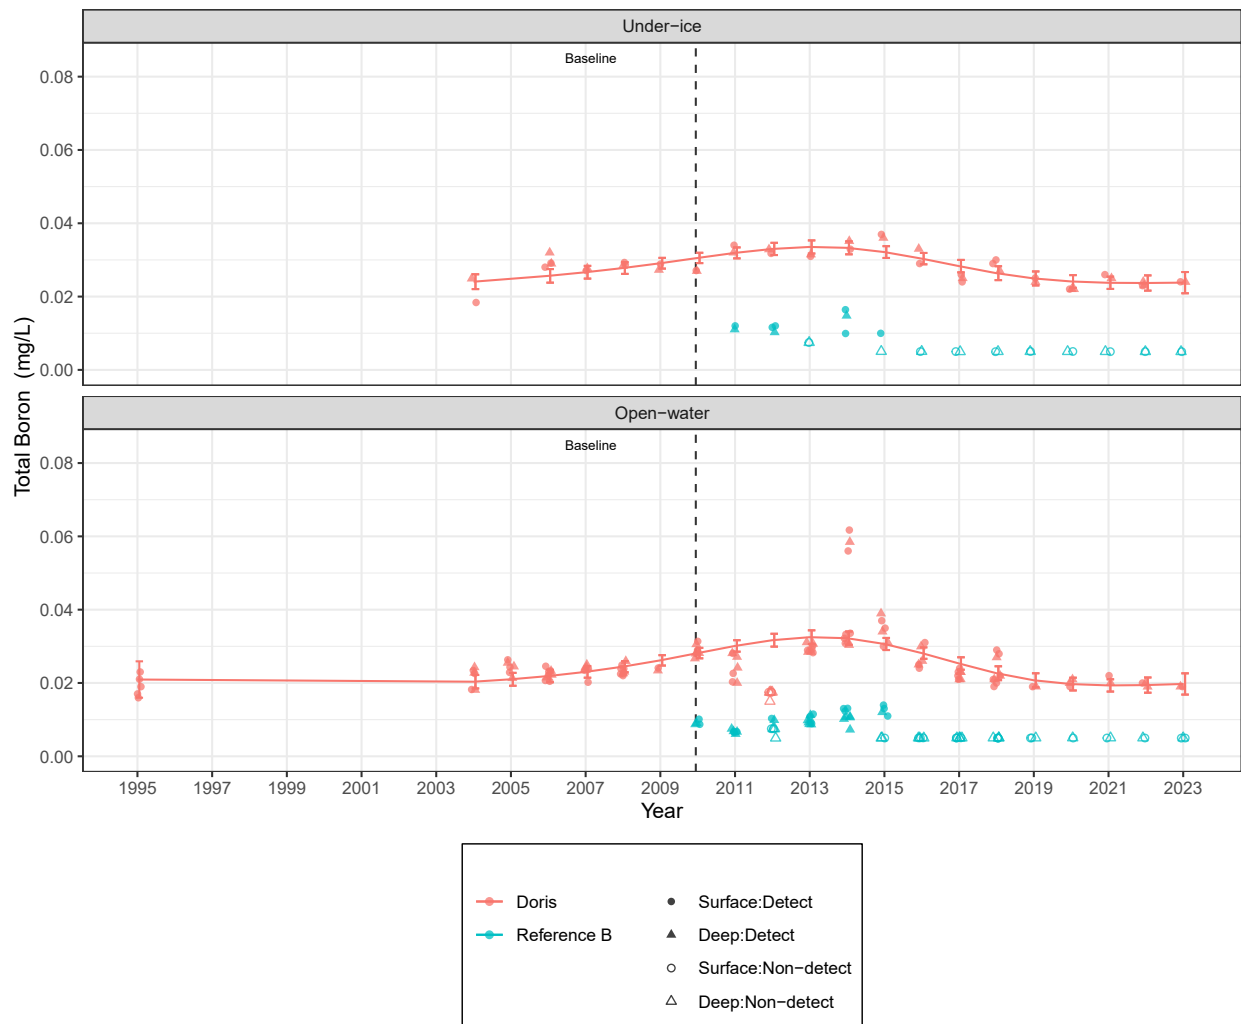 Under−ice
Baseline
0.08
0.06
0.04
0.02
0.00
Total Boron (mg/L)
Open−water
Baseline
0.08
0.06
0.04
0.02
0.00
1995 1997 1999 2001 2003 2005 2007 2009 2011 2013 2015 2017 2019 2021 2023
Year
Doris
Reference B
Surface:Detect
Deep:Detect
Surface:Non−detect
Deep:Non−detect